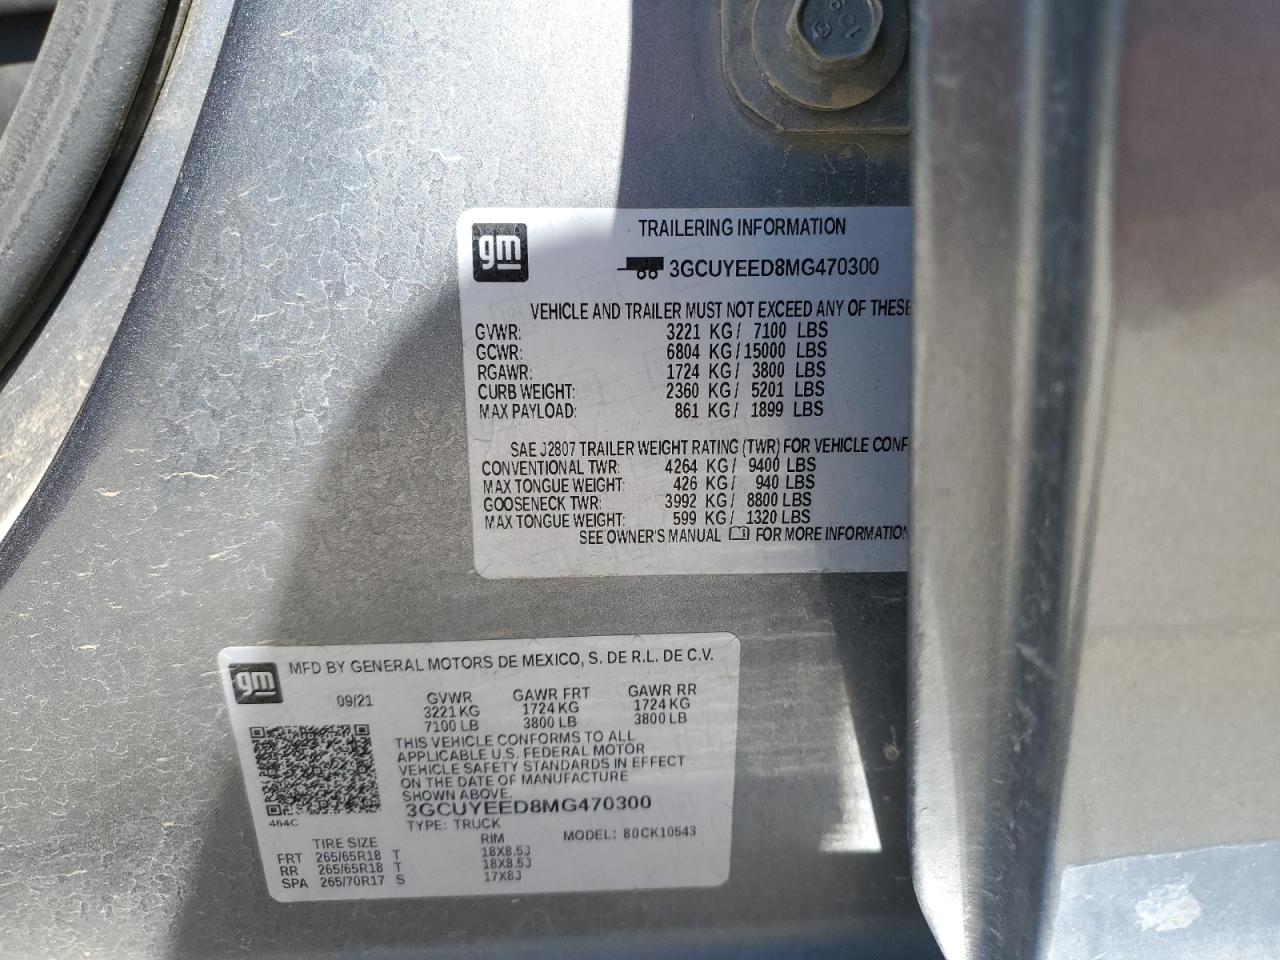 gm
TRAILERING INFORMATION
3GCUYEED8MG470300
VEHICLE AND TRAILER MUST NOT EXCEED ANY OF THESE
GVWR: 3221 KG/ 7100 LBS
GCWR: 6804 KG/15000 LBS
RGAWR: 1724 KG/ 3800 LBS
CURB WEIGHT: 2360 KG/ 5201 LBS
MAX PAYLOAD: 861 KG/ 1899 LBS
SAE J2807 TRAILER WEIGHT RATING (TWR) FOR VEHICLE CONF
CONVENTIONAL TWR: 4264 KG/ 9400 LBS
MAX TONGUE WEIGHT: 426 KG/ 940 LBS
GOOSENECK TWR: 3992 KG/ 8800 LBS
MAX TONGUE WEIGHT: 599 KG/ 1320 LBS
SEE OWNER'S MANUAL FOR MORE INFORMATION
gm
MFD BY GENERAL MOTORS DE MEXICO, S. DE R.L. DE C.V.
09/21 GVWR GAWR FRT GAWR RR
3221 KG 1724 KG 1724 KG
7100 LB 3800 LB 3800 LB
THIS VEHICLE CONFORMS TO ALL
APPLICABLE U.S. FEDERAL MOTOR
VEHICLE SAFETY STANDARDS IN EFFECT
ON THE DATE OF MANUFACTURE
SHOWN ABOVE.
3GCUYEED8MG470300
464C
TYPE: TRUCK
MODEL: 80CK10543
TIRE SIZE RIM
FRT 265/65R18 T 18X8.5J
RR 265/65R18 T 18X8.5J
SPA 265/70R17 S 17X8J